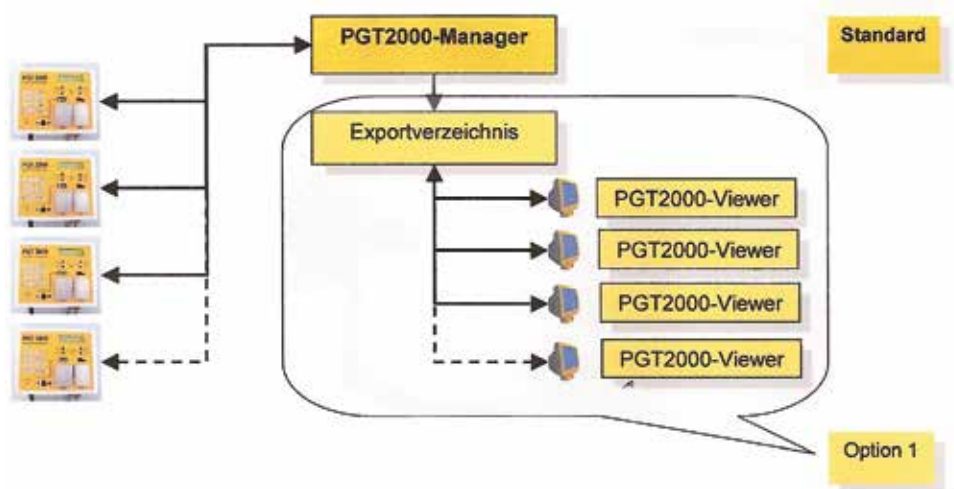 PGT2000-Manager
Standard
Exportverzeichnis
PGT2000-Viewer
PGT2000-Viewer
PGT2000-Viewer
PGT2000-Viewer
Option 1